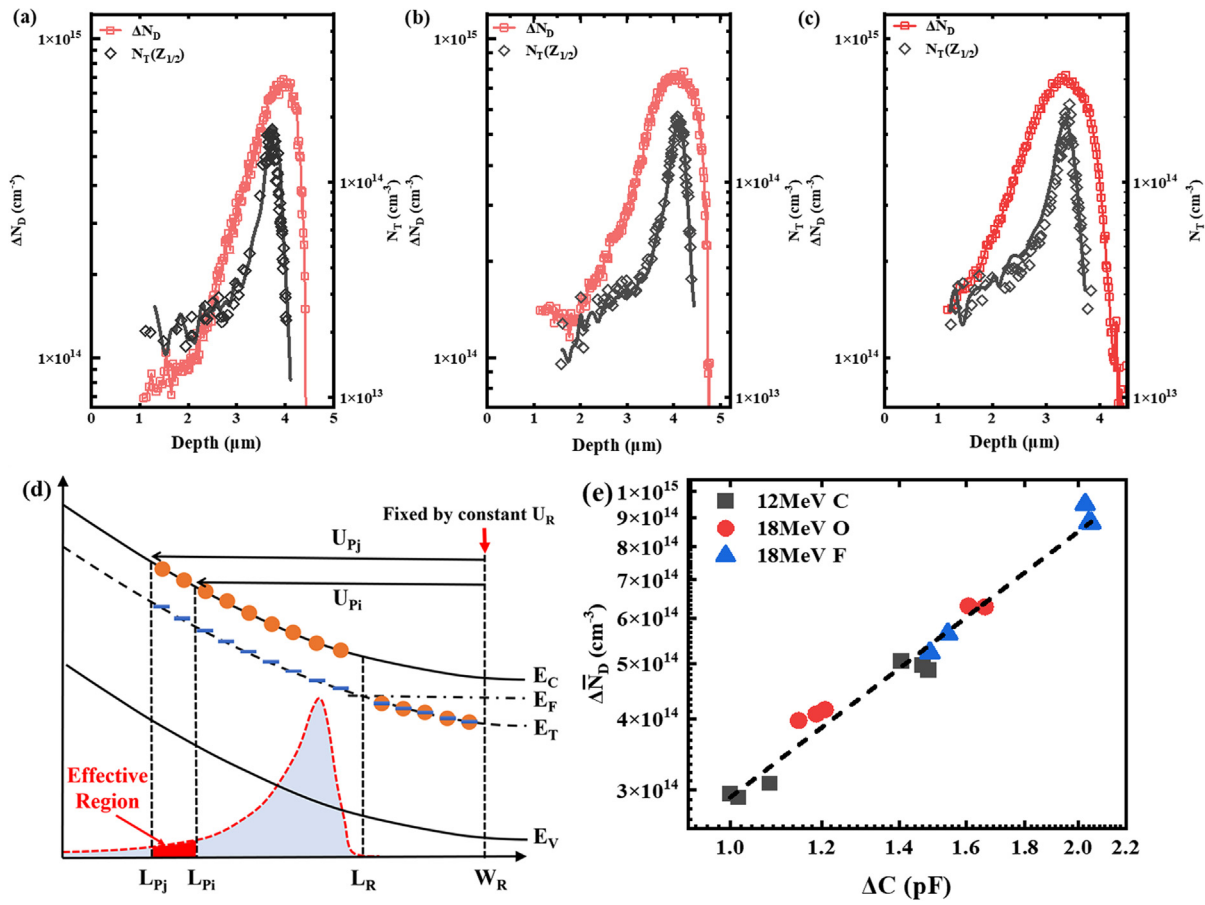 (a)
ΔN_D
N_T(Z_1/2)
1×10^15
1×10^14
ΔN_D (cm^-3)
1×10^14
1×10^13
N_T (cm^-3)
0 1 2 3 4 5
Depth (μm)
(b)
ΔN_D
N_T(Z_1/2)
1×10^15
1×10^14
ΔN_D (cm^-3)
1×10^14
1×10^13
N_T (cm^-3)
0 1 2 3 4 5
Depth (μm)
(c)
ΔN_D
N_T(Z_1/2)
1×10^15
1×10^14
ΔN_D (cm^-3)
1×10^14
1×10^13
N_T (cm^-3)
0 1 2 3 4
Depth (μm)
(d)
Fixed by constant U_R
U_Pj
U_Pi
E_C
E_F
E_T
E_V
Effective
Region
L_Pj L_Pi L_R W_R
(e)
12MeV C
18MeV O
18MeV F
1×10^15
9×10^14
8×10^14
7×10^14
6×10^14
5×10^14
4×10^14
3×10^14
ΔN̅_D (cm^-3)
1.0 1.2 1.4 1.6 1.8 2.0 2.2
ΔC (pF)